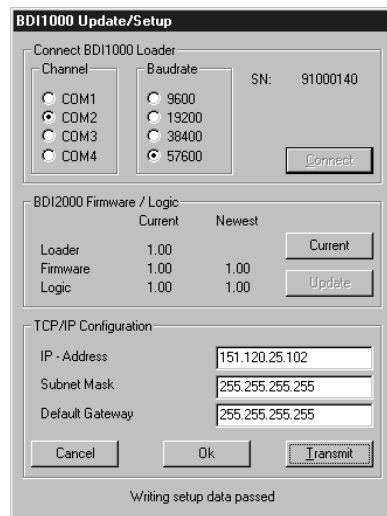 BDI1000 Update/Setup
Connect BDI1000 Loader
Channel Baudrate
SN: 91000140
COM1 9600
COM2 19200
COM3 38400
COM4 57600
Connect
BDI2000 Firmware / Logic
Current Newest
Loader 1.00 Current
Firmware 1.00 1.00
Logic 1.00 1.00 Update
TCP/IP Configuration
IP - Address 151.120.25.102
Subnet Mask 255.255.255.255
Default Gateway 255.255.255.255
Cancel Ok Transmit
Writing setup data passed